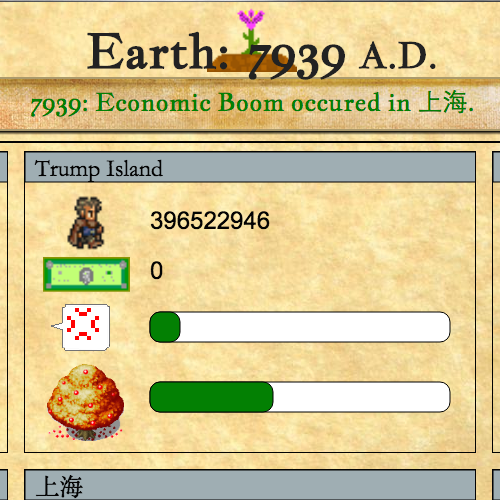 Earth: 7939 A.D.
7939: Economic Boom occured in 上海.
Trump Island
396522946
0
上海